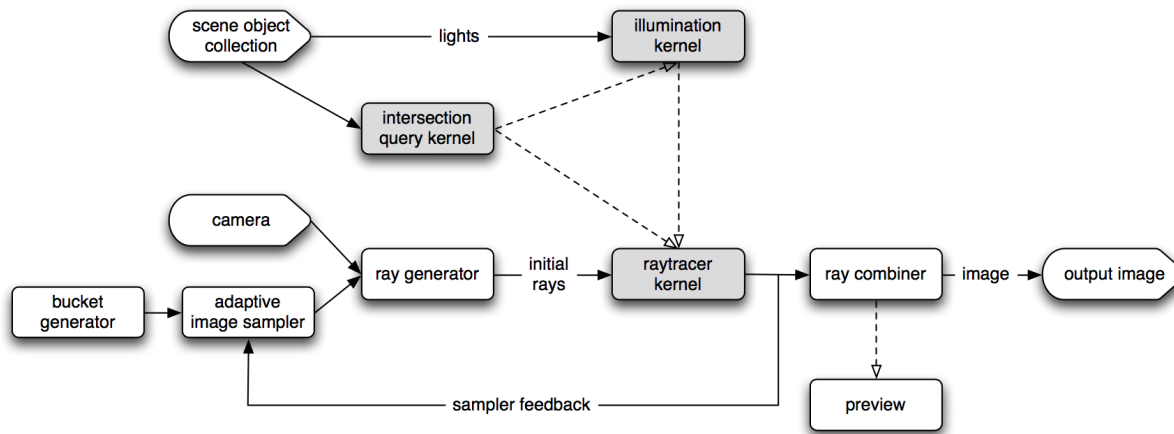 scene object
collection
lights
illumination
kernel
intersection
query kernel
camera
ray generator
initial
rays
raytracer
kernel
ray combiner
image
output image
bucket
generator
adaptive
image sampler
sampler feedback
preview